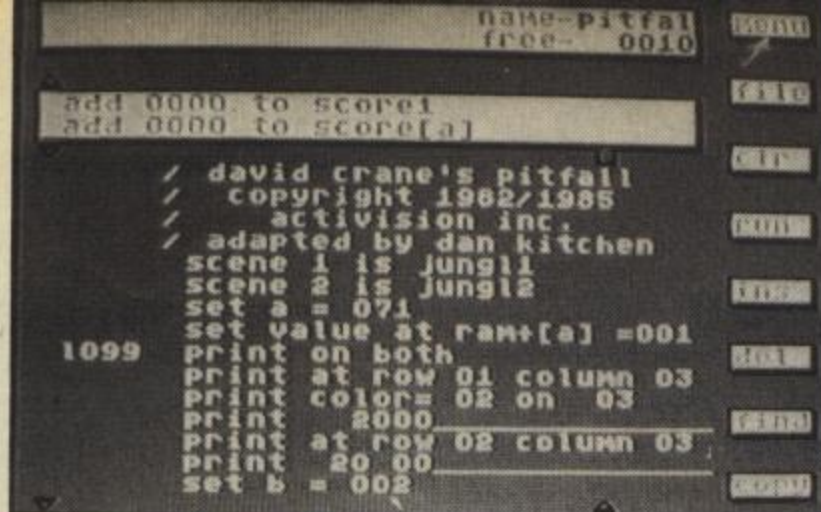 name-pitfal
free- 0010
add 0000 to score1
add 0000 to score[a]
/ david crane's pitfall
/ copyright 1982/1985
/ activision inc.
/ adapted by dan kitchen
scene 1 is jungl1
scene 2 is jungl2
set a = 071
set value at ram+[a] =001
1099 print on both
print at row 01 column 03
print color= 02 on 03
print 2000
print at row 02 column 03
print 20 00
set b = 002
menu
file
clr
run
ins
del
find
copy